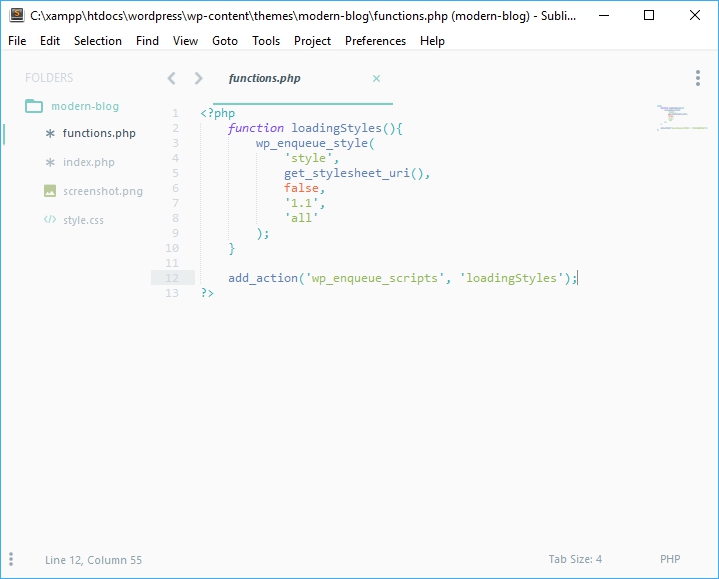 C:\xampp\htdocs\wordpress\wp-content\themes\modern-blog\functions.php (modern-blog) - Subli...
File Edit Selection Find View Goto Tools Project Preferences Help
FOLDERS
modern-blog
functions.php
index.php
screenshot.png
style.css
functions.php
1 <?php
2 function loadingStyles(){
3 wp_enqueue_style(
4 'style',
5 get_stylesheet_uri(),
6 false,
7 '1.1',
8 'all'
9 );
10 }
11
12 add_action('wp_enqueue_scripts', 'loadingStyles');
13 ?>
Line 12, Column 55 Tab Size: 4 PHP